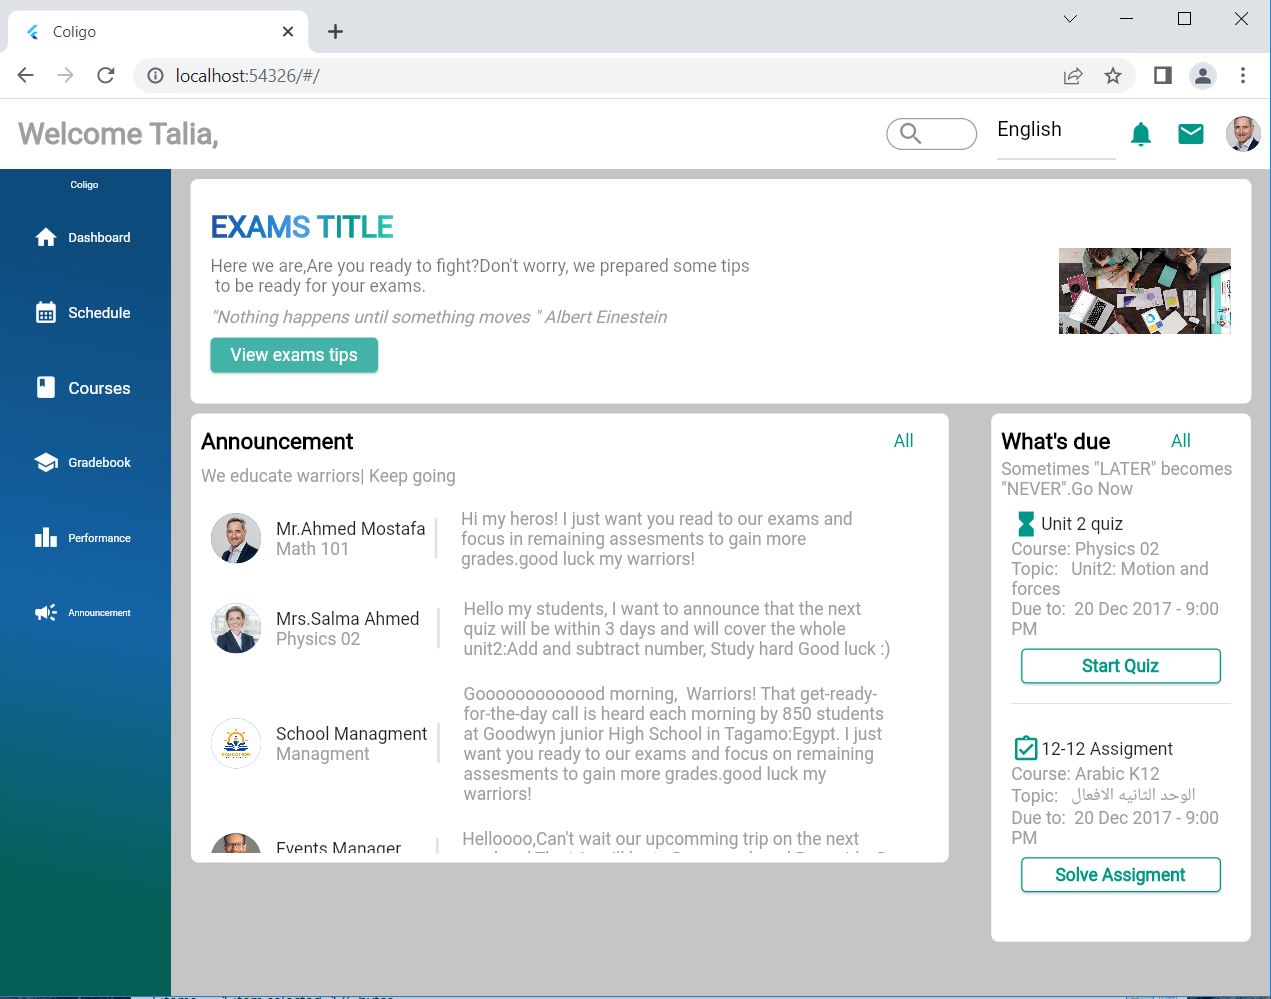 Coligo
localhost:54326/#/
Welcome Talia,
English
Coligo
Dashboard
Schedule
Courses
Gradebook
Performance
Announcement
EXAMS TITLE
Here we are,Are you ready to fight?Don't worry, we prepared some tips
to be ready for your exams.
"Nothing happens until something moves " Albert Einestein
View exams tips
Announcement
All
We educate warriors| Keep going
Mr.Ahmed Mostafa
Math 101
Hi my heros! I just want you read to our exams and
focus in remaining assesments to gain more
grades.good luck my warriors!
Mrs.Salma Ahmed
Physics 02
Hello my students, I want to announce that the next
quiz will be within 3 days and will cover the whole
unit2:Add and subtract number, Study hard Good luck :)
School Managment
Managment
Goooooooooooood morning,  Warriors! That get-ready-
for-the-day call is heard each morning by 850 students
at Goodwyn junior High School in Tagamo:Egypt. I just
want you ready to our exams and focus on remaining
assesments to gain more grades.good luck my
warriors!
Events Manager
Helloooo,Can't wait our upcomming trip on the next
What's due
All
Sometimes "LATER" becomes
"NEVER".Go Now
Unit 2 quiz
Course: Physics 02
Topic:   Unit2: Motion and
forces
Due to:  20 Dec 2017 - 9:00
PM
Start Quiz
12-12 Assigment
Course: Arabic K12
Topic:   الوحد الثانيه الافعال
Due to:  20 Dec 2017 - 9:00
PM
Solve Assigment